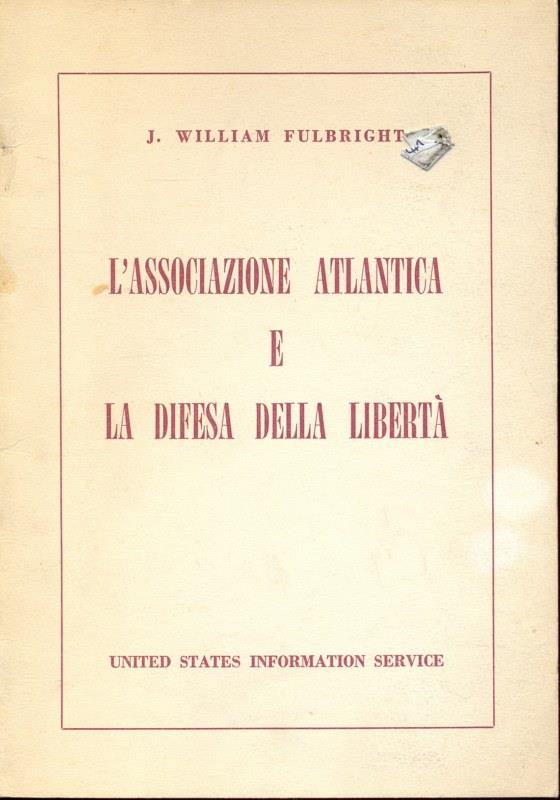 J. WILLIAM FULBRIGHT
L'ASSOCIAZIONE ATLANTICA
E
LA DIFESA DELLA LIBERTÀ
UNITED STATES INFORMATION SERVICE